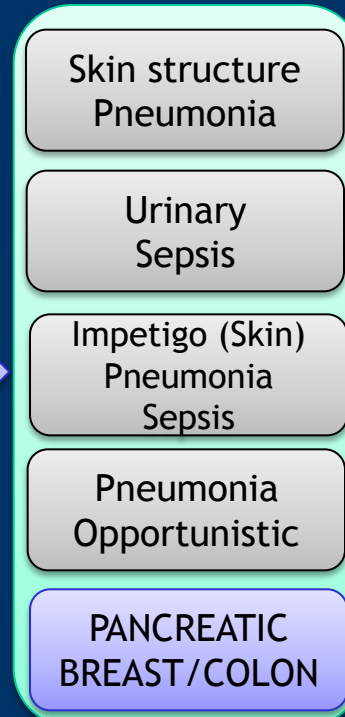 Skin structure
Pneumonia
Urinary
Sepsis
Impetigo (Skin)
Pneumonia
Sepsis
Pneumonia
Opportunistic
PANCREATIC
BREAST/COLON